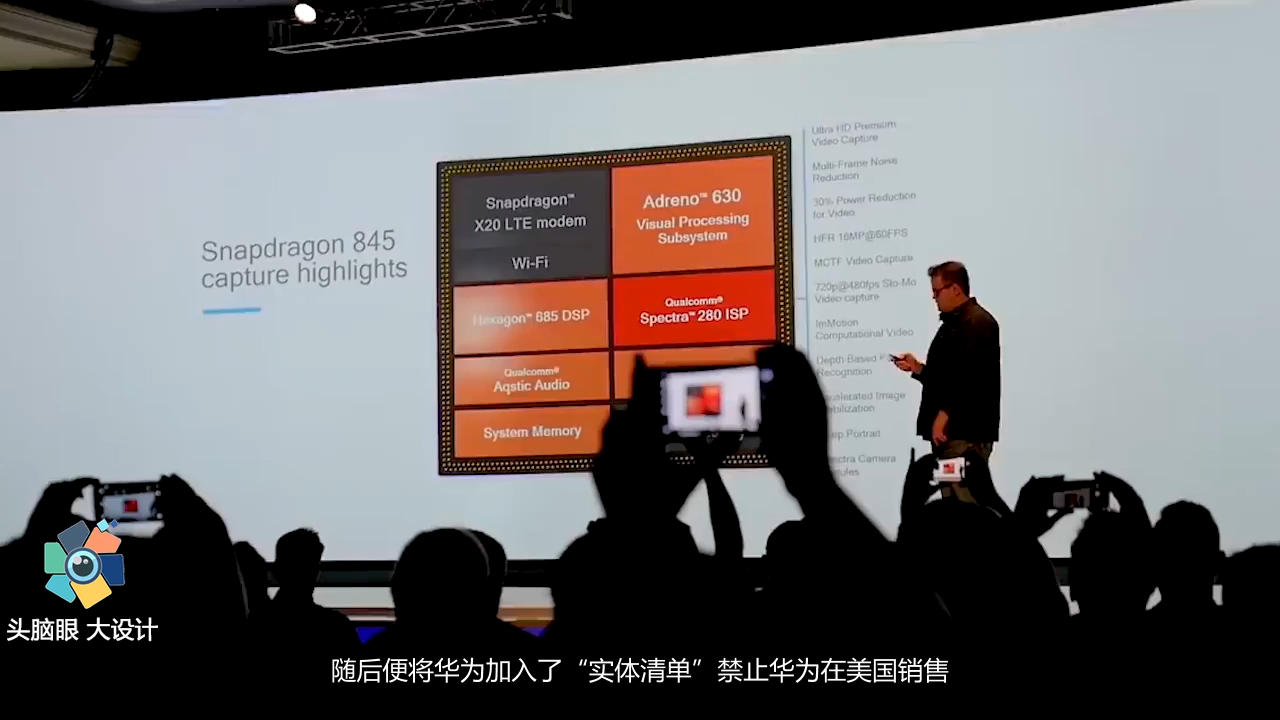 Snapdragon 845
capture highlights
Snapdragon™
X20 LTE modem
Wi-Fi
Adreno™ 630
Visual Processing
Subsystem
Hexagon™ 685 DSP
Qualcomm®
Spectra™ 280 ISP
Qualcomm®
Aqstic Audio
System Memory
Ultra HD Premium
Video Capture
Multi-Frame Noise
Reduction
30% Power Reduction
for Video
HFR 16MP@60FPS
MCTF Video Capture
720p@480fps Slo-Mo
Video capture
ImMotion
Computational Video
Depth Based
Recognition
Image
Portrait
Camera
头脑眼 大设计
随后便将华为加入了“实体清单”禁止华为在美国销售